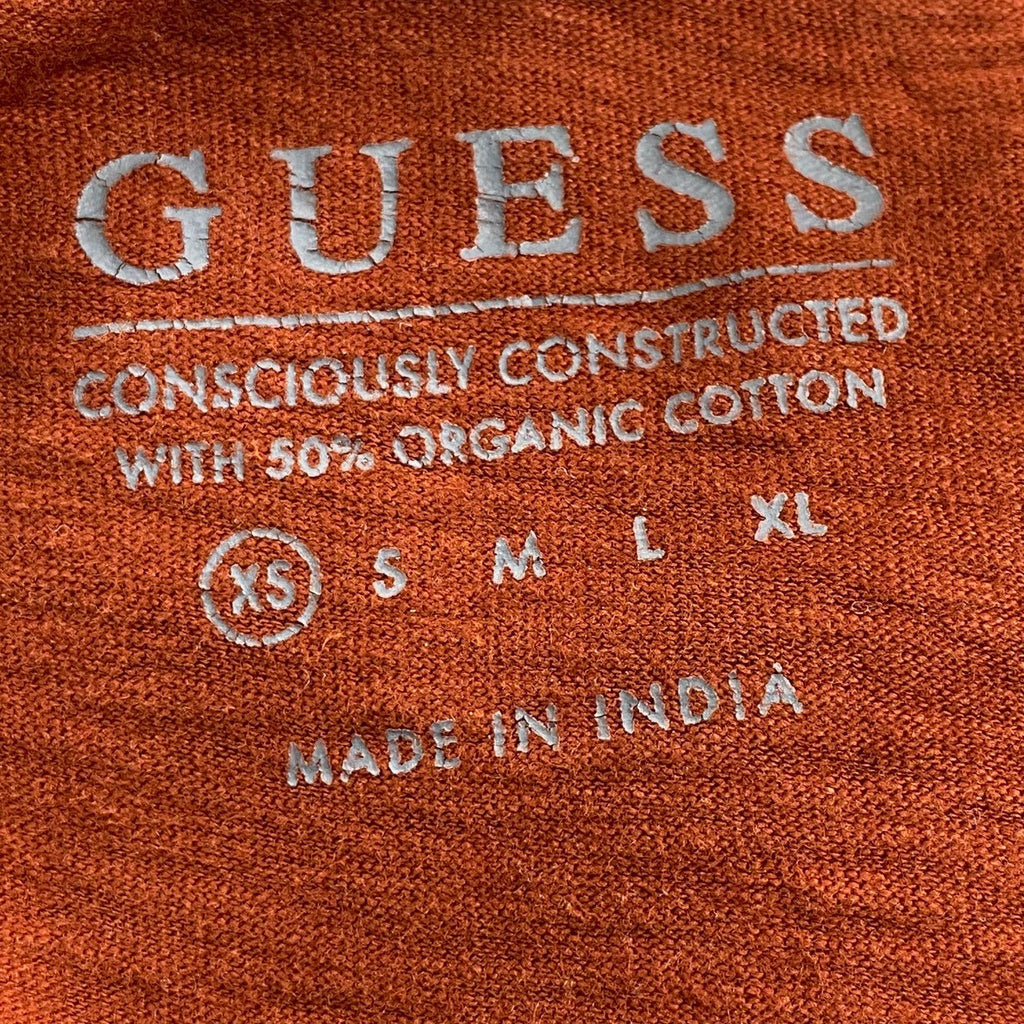 GUESS
CONSCIOUSLY CONSTRUCTED
WITH 50% ORGANIC COTTON
XS S M L XL
MADE IN INDIA